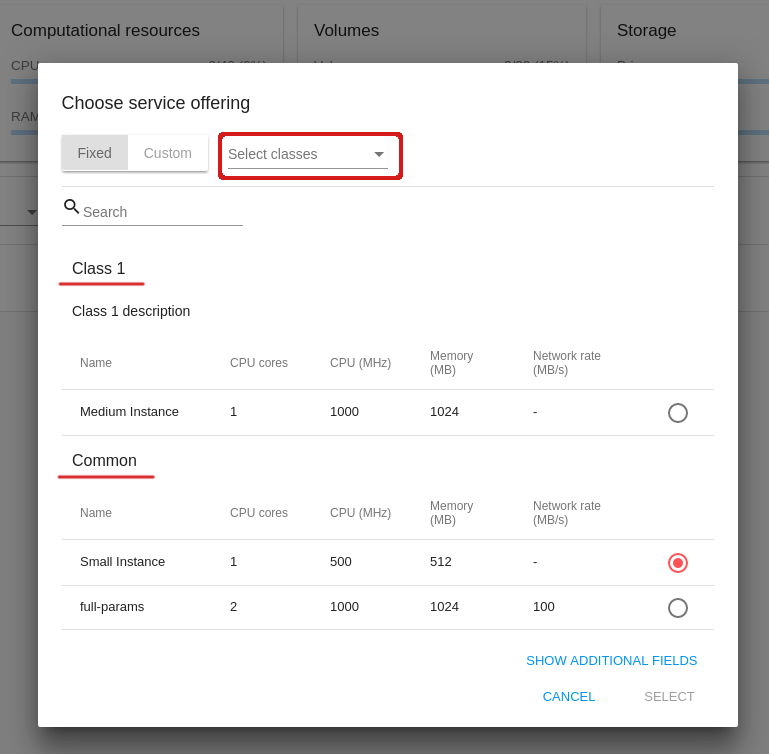 Computational resources
Volumes
Storage
CPU
RAM
Choose service offering
Fixed
Custom
Select classes
Search
Class 1
Class 1 description
Name CPU cores CPU (MHz) Memory (MB) Network rate (MB/s)
Medium Instance 1 1000 1024 -
Common
Name CPU cores CPU (MHz) Memory (MB) Network rate (MB/s)
Small Instance 1 500 512 -
full-params 2 1000 1024 100
SHOW ADDITIONAL FIELDS
CANCEL
SELECT